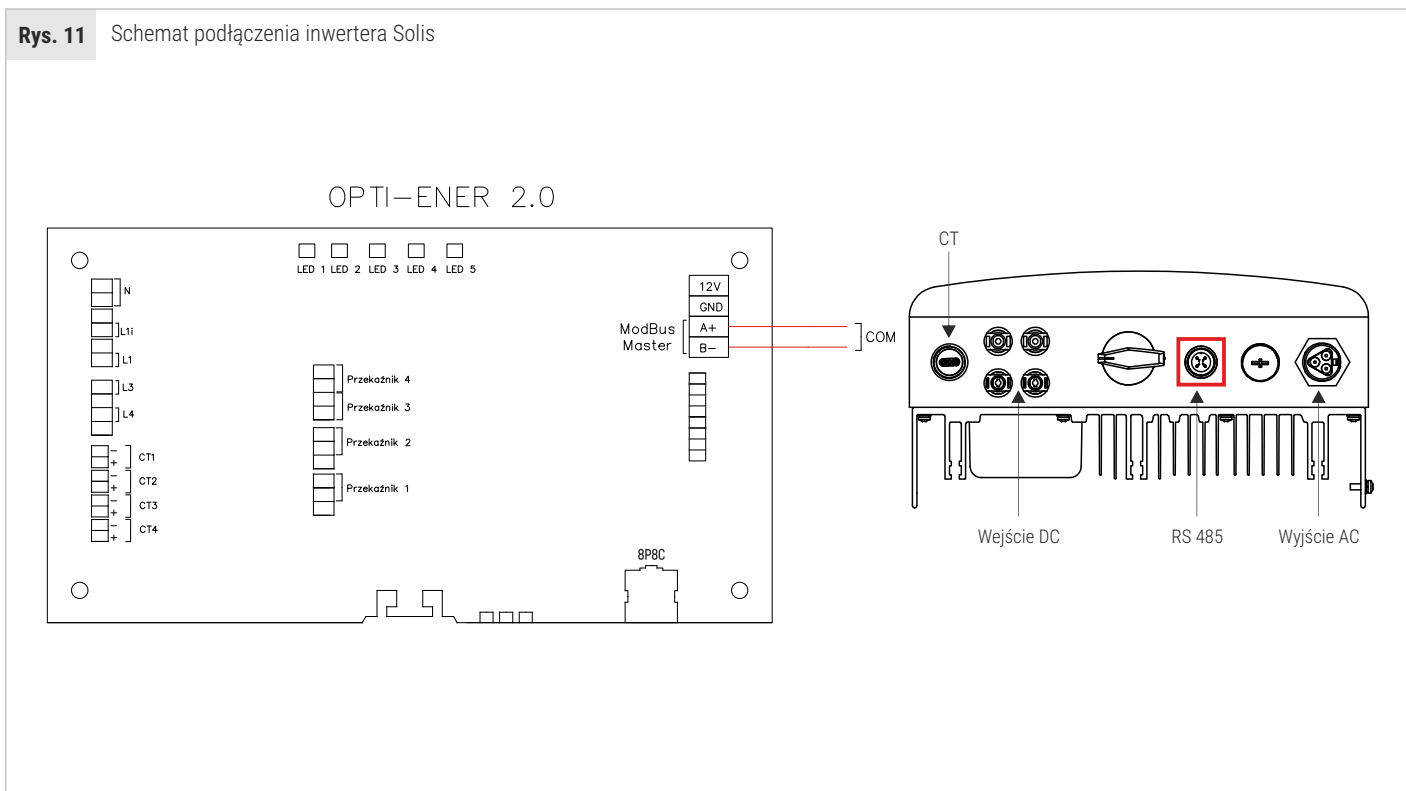 Rys. 11 Schemat podłączenia inwertera Solis
OPTI-ENER 2.0
LED 1 LED 2 LED 3 LED 4 LED 5
N
L1i
L1
L3
L4
- CT1
+
- CT2
+
- CT3
+
- CT4
+
Przekaźnik 4
Przekaźnik 3
Przekaźnik 2
Przekaźnik 1
12V
GND
ModBus Master
A+
B-
COM
8P8C
CT
Wejście DC
RS 485
Wyjście AC